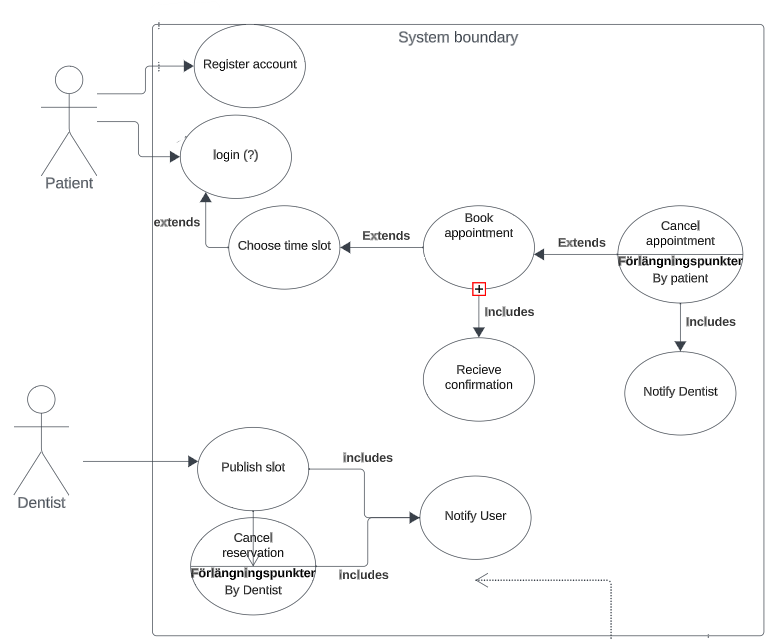 System boundary
Register account
login (?)
Patient
extends
Choose time slot
Extends
Book
appointment
Extends
Cancel
appointment
Förlängningspunkter
By patient
Includes
Recieve
confirmation
Includes
Notify Dentist
Dentist
Publish slot
includes
Notify User
Cancel
reservation
Förlängningspunkter
By Dentist
includes